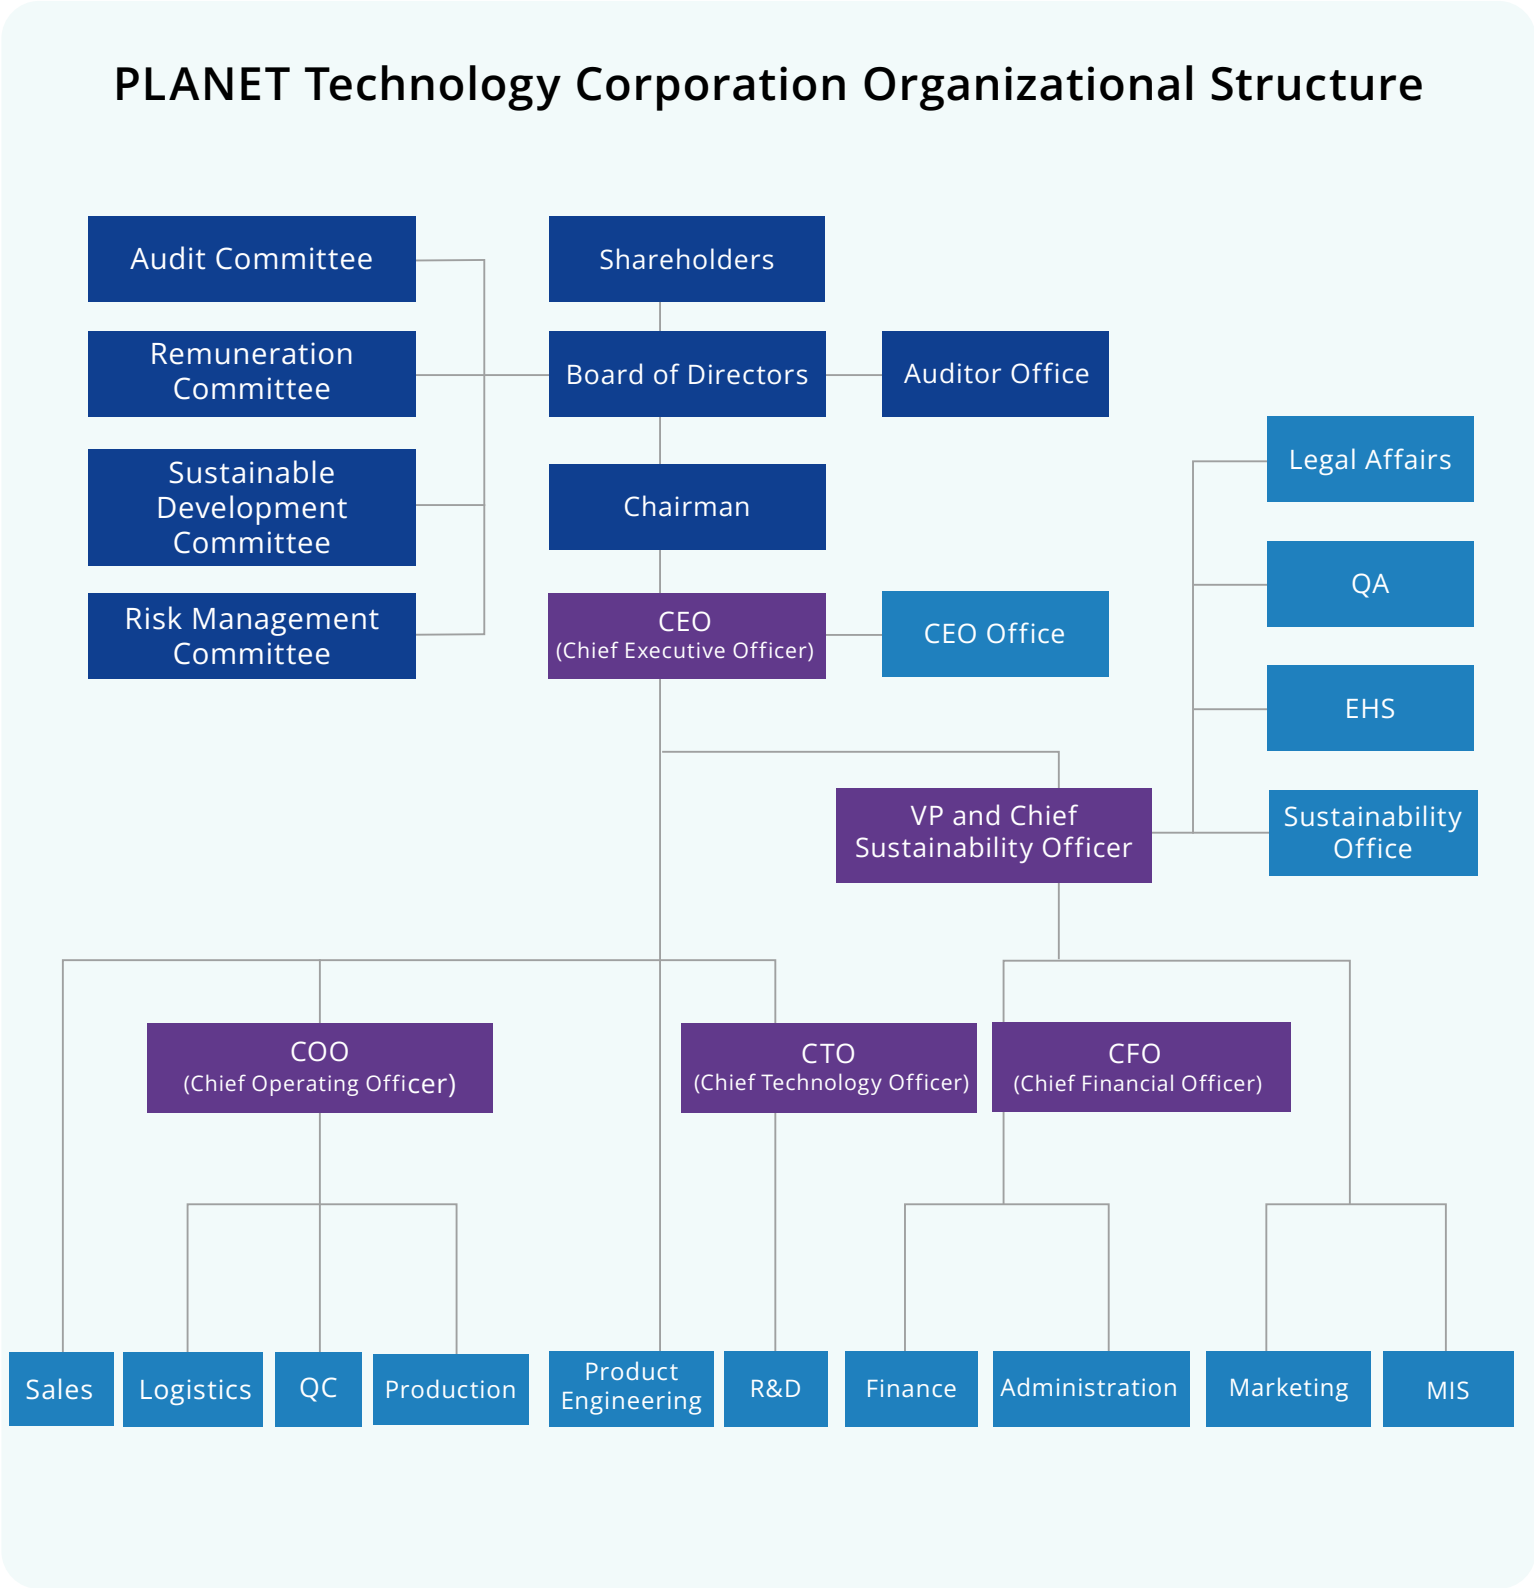 PLANET Technology Corporation Organizational Structure
Audit Committee
Shareholders
Remuneration
Committee
Board of Directors
Auditor Office
Legal Affairs
Sustainable
Development
Committee
Chairman
QA
Risk Management
Committee
CEO
(Chief Executive Officer)
CEO Office
EHS
VP and Chief
Sustainability Officer
Sustainability
Office
COO
(Chief Operating Officer)
CTO
(Chief Technology Officer)
CFO
(Chief Financial Officer)
Sales
Logistics
QC
Production
Product
Engineering
R&D
Finance
Administration
Marketing
MIS